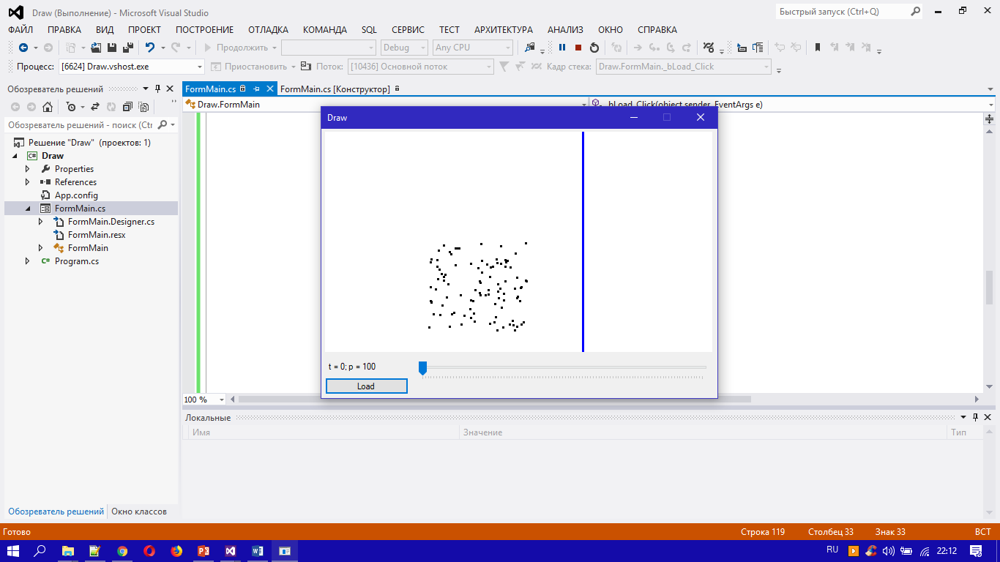 Draw (Выполнение) - Microsoft Visual Studio
Быстрый запуск (Ctrl+Q)
ФАЙЛ ПРАВКА ВИД ПРОЕКТ ПОСТРОЕНИЕ ОТЛАДКА КОМАНДА SQL СЕРВИС ТЕСТ АРХИТЕКТУРА АНАЛИЗ ОКНО СПРАВКА
Продолжить Debug Any CPU
Процесс: [6624] Draw.vshost.exe Приостановить Поток: [10436] Основной поток Кадр стека: Draw.FormMain._bLoad_Click
Обозреватель решений
FormMain.cs FormMain.cs [Конструктор]
Draw.FormMain
_bLoad_Click(object sender, EventArgs e)
Обозреватель решений - поиск (Ctr
Решение "Draw" (проектов: 1)
C# Draw
Properties
References
App.config
FormMain.cs
FormMain.Designer.cs
FormMain.resx
FormMain
C# Program.cs
Обозреватель решений Окно классов
Draw
t = 0; p = 100
Load
100 %
Локальные
Имя Значение Тип
Готово Строка 119 Столбец 33 Знак 33 ВСТ
RU 22:12